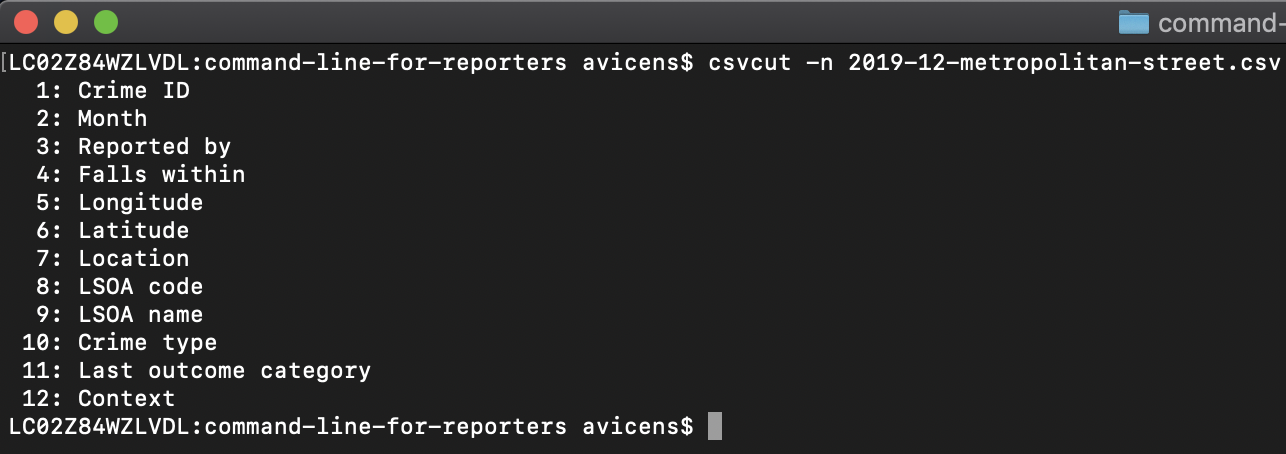 command-
[LC02Z84WZLVDL:command-line-for-reporters avicens$ csvcut -n 2019-12-metropolitan-street.csv
1: Crime ID
2: Month
3: Reported by
4: Falls within
5: Longitude
6: Latitude
7: Location
8: LSOA code
9: LSOA name
10: Crime type
11: Last outcome category
12: Context
LC02Z84WZLVDL:command-line-for-reporters avicens$